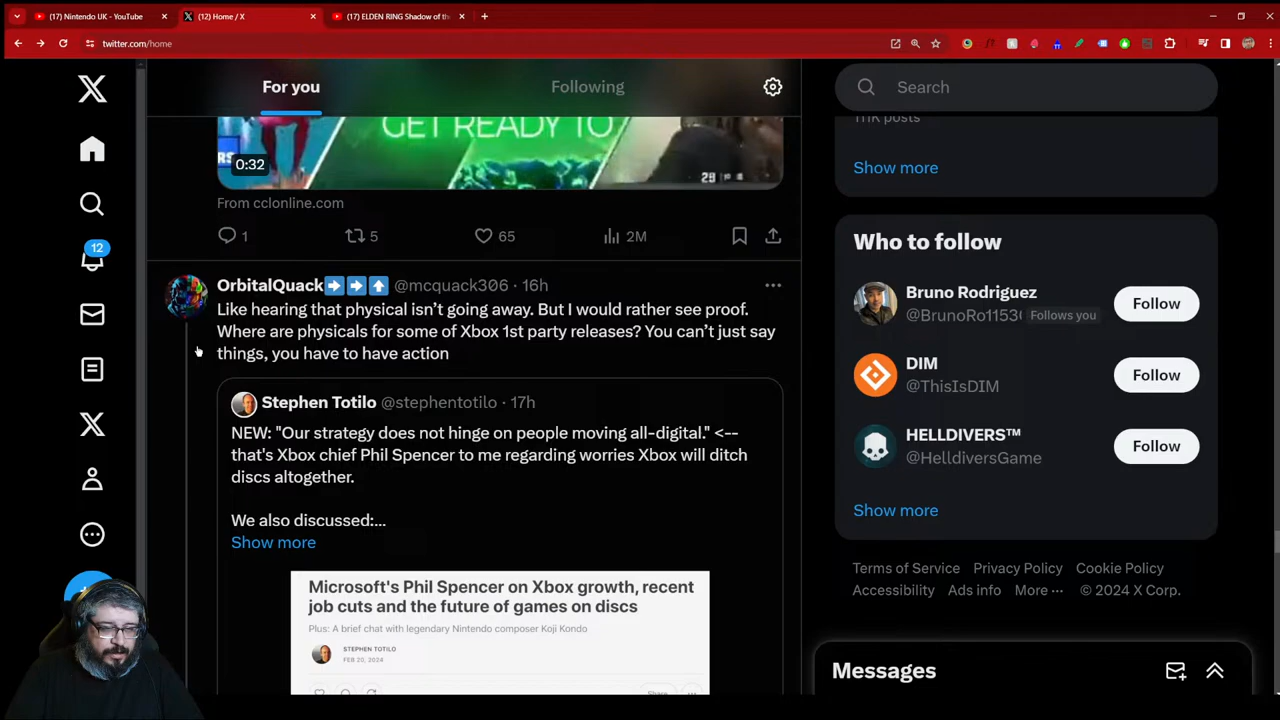 (17) Nintendo UK - YouTube
(12) Home / X
(17) ELDEN RING Shadow of th
twitter.com/home
For you
Following
Search
GET READY TO
0:32
From cclonline.com
1
5
65
2M
posts
Show more
Who to follow
Bruno Rodriguez
@BrunoRo1153
Follows you
Follow
DIM
@ThisIsDIM
Follow
HELLDIVERS™
@HelldiversGame
Follow
Show more
Terms of Service
Privacy Policy
Cookie Policy
Accessibility
Ads info
More ···
© 2024 X Corp.
Messages
12
OrbitalQuack➡️➡️⬆️ @mcquack306 · 16h
Like hearing that physical isn’t going away. But I would rather see proof.
Where are physicals for some of Xbox 1st party releases? You can’t just say
things, you have to have action
Stephen Totilo @stephentotilo · 17h
NEW: "Our strategy does not hinge on people moving all-digital." <--
that's Xbox chief Phil Spencer to me regarding worries Xbox will ditch
discs altogether.
We also discussed:...
Show more
Microsoft's Phil Spencer on Xbox growth, recent
job cuts and the future of games on discs
Plus: A brief chat with legendary Nintendo composer Koji Kondo
STEPHEN TOTILO
FEB 20, 2024
Share